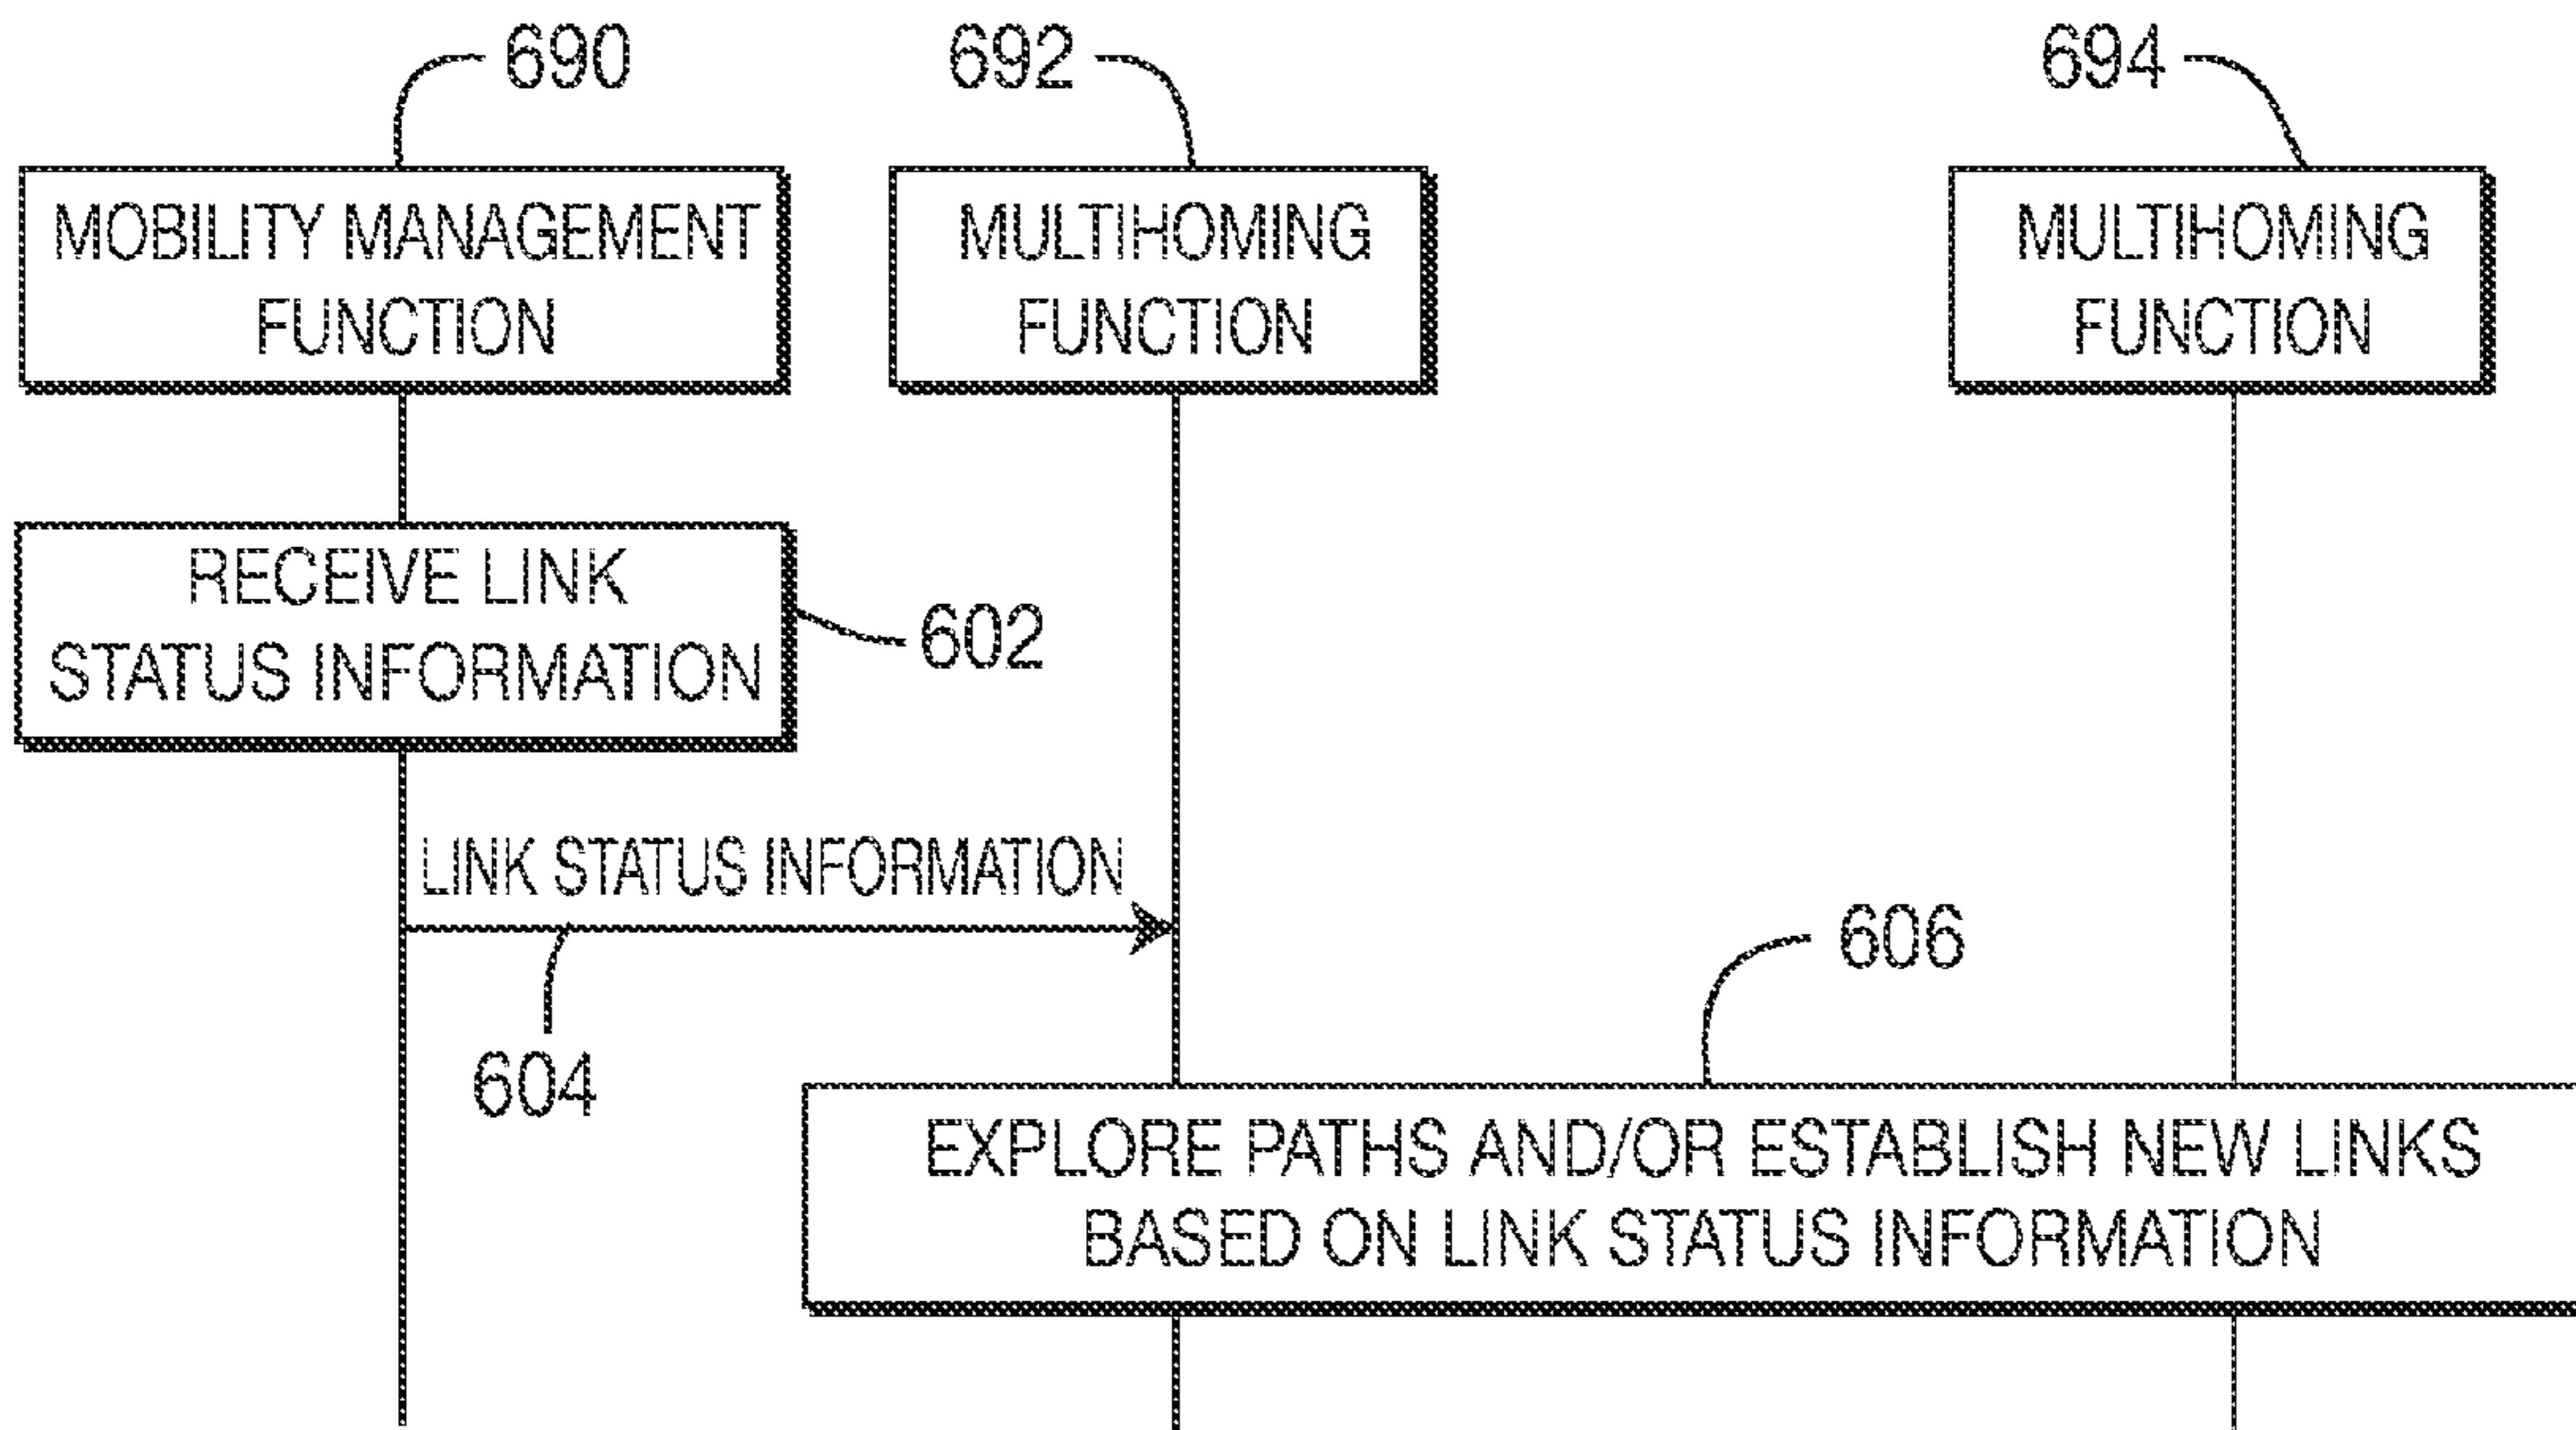 690
692
694
MOBILITY MANAGEMENT
FUNCTION
MULTIHOMING
FUNCTION
MULTIHOMING
FUNCTION
RECEIVE LINK
STATUS INFORMATION
602
LINK STATUS INFORMATION
604
606
EXPLORE PATHS AND/OR ESTABLISH NEW LINKS
BASED ON LINK STATUS INFORMATION